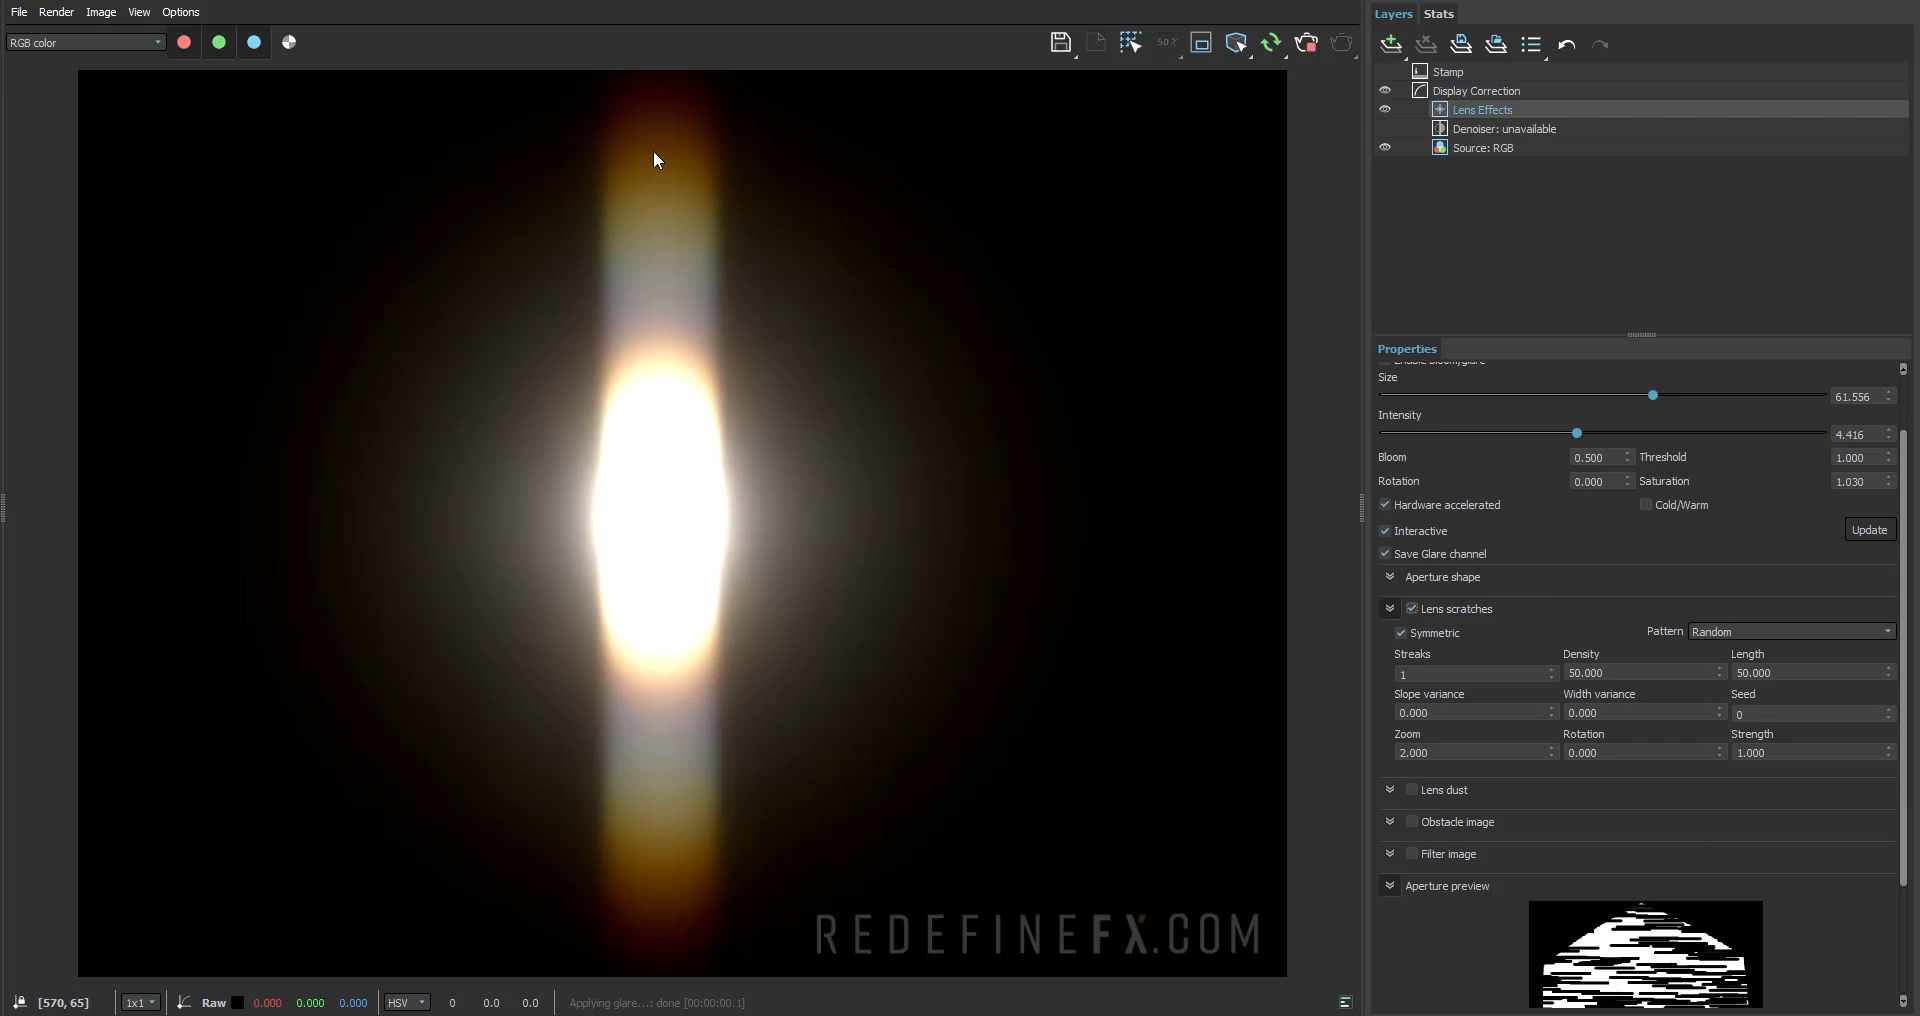 File Render Image View Options
RGB color
50%
Layers Stats
Stamp
Display Correction
Lens Effects
Denoiser: unavailable
Source: RGB
Properties
Enable bloom/glare
Size
61.556
Intensity
4.416
Bloom 0.500 Threshold 1.000
Rotation 0.000 Saturation 1.030
Hardware accelerated Cold/Warm
Interactive Update
Save Glare channel
Aperture shape
Lens scratches
Symmetric Pattern Random
Streaks Density Length
1 50.000 50.000
Slope variance Width variance Seed
0.000 0.000 0
Zoom Rotation Strength
2.000 0.000 1.000
Lens dust
Obstacle image
Filter image
Aperture preview
REDEFINEFX.COM
[570, 65] 1x1 Raw 0.000 0.000 0.000 HSV 0 0.0 0.0 Applying glare...: done [00:00:00.1]